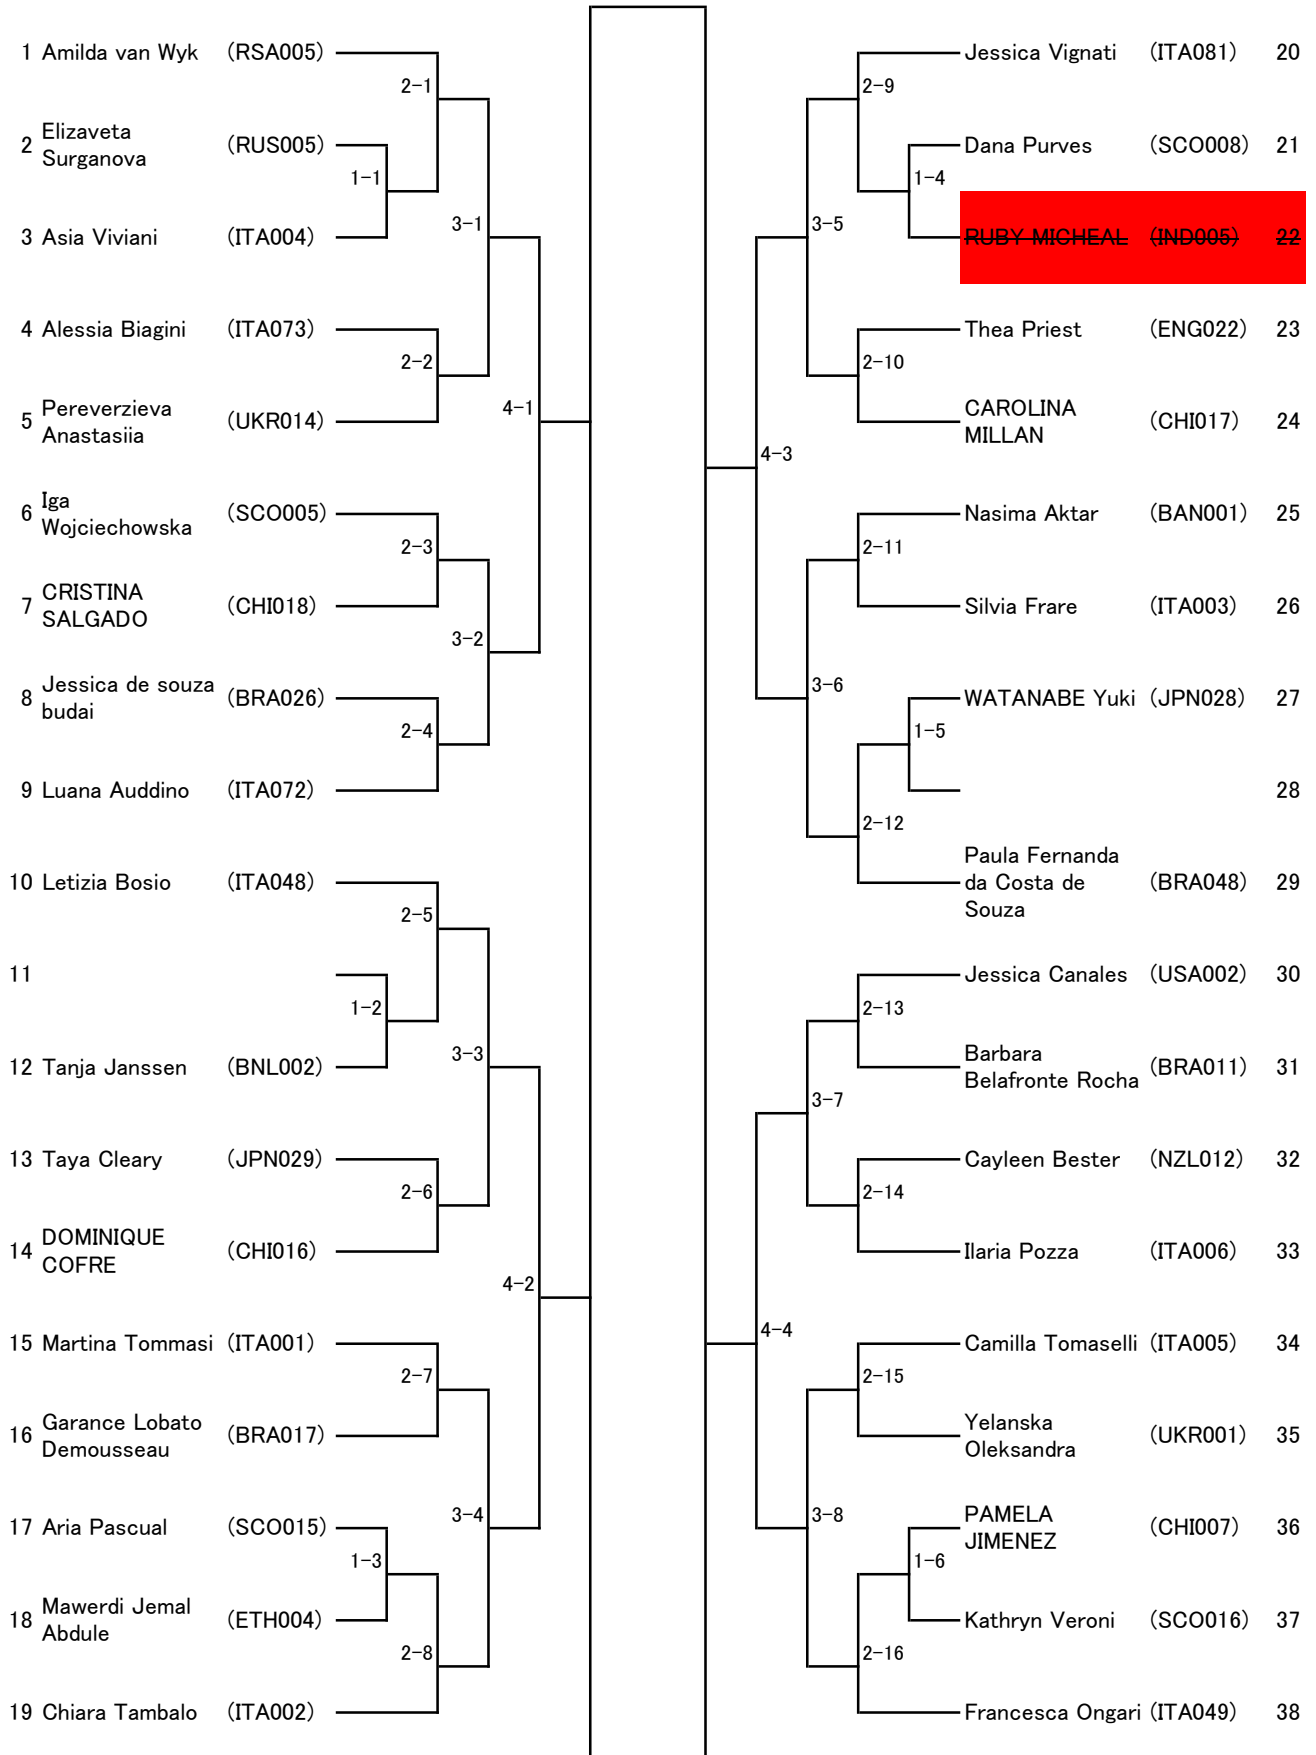 1 Amilda van Wyk (RSA005)
2-1
2 Elizaveta
Surganova (RUS005)
1-1
3 Asia Viviani (ITA004)
3-1
4 Alessia Biagini (ITA073)
2-2
5 Pereverzieva
Anastasiia (UKR014)
4-1
6 Iga
Wojciechowska (SCO005)
2-3
7 CRISTINA
SALGADO (CHI018)
3-2
8 Jessica de souza
budai (BRA026)
2-4
9 Luana Auddino (ITA072)
10 Letizia Bosio (ITA048)
2-5
11
1-2
12 Tanja Janssen (BNL002)
3-3
13 Taya Cleary (JPN029)
2-6
14 DOMINIQUE
COFRE (CHI016)
4-2
15 Martina Tommasi (ITA001)
2-7
16 Garance Lobato
Demousseau (BRA017)
3-4
17 Aria Pascual (SCO015)
1-3
18 Mawerdi Jemal
Abdule (ETH004)
2-8
19 Chiara Tambalo (ITA002)
Jessica Vignati (ITA081) 20
2-9
Dana Purves (SCO008) 21
1-4
RUBY MICHEAL (IND005) 22
3-5
Thea Priest (ENG022) 23
2-10
CAROLINA
MILLAN (CHI017) 24
4-3
Nasima Aktar (BAN001) 25
2-11
Silvia Frare (ITA003) 26
3-6
WATANABE Yuki (JPN028) 27
1-5
28
2-12
Paula Fernanda
da Costa de (BRA048) 29
Souza
Jessica Canales (USA002) 30
2-13
Barbara
Belafronte Rocha (BRA011) 31
3-7
Cayleen Bester (NZL012) 32
2-14
Ilaria Pozza (ITA006) 33
4-4
Camilla Tomaselli (ITA005) 34
2-15
Yelanska
Oleksandra (UKR001) 35
3-8
PAMELA
JIMENEZ (CHI007) 36
1-6
Kathryn Veroni (SCO016) 37
2-16
Francesca Ongari (ITA049) 38